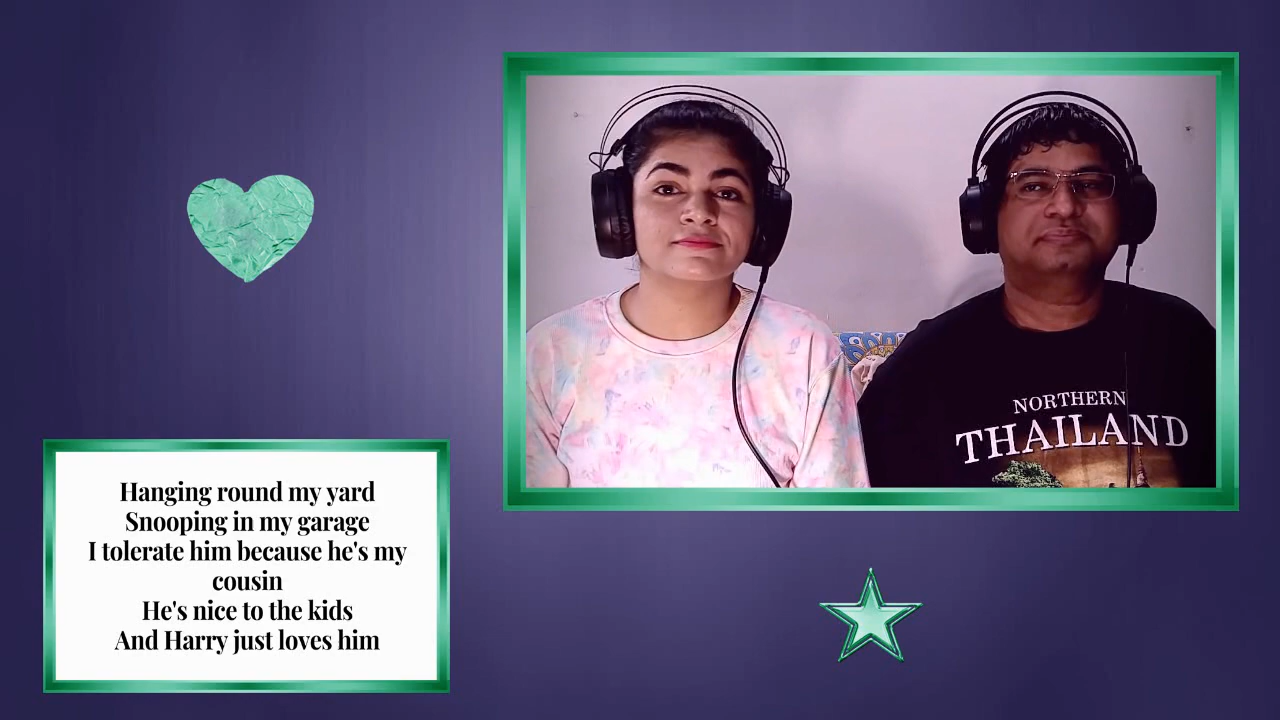 Hanging round my yard
Snooping in my garage
I tolerate him because he's my
cousin
He's nice to the kids
And Harry just loves him
NORTHERN
THAILAND